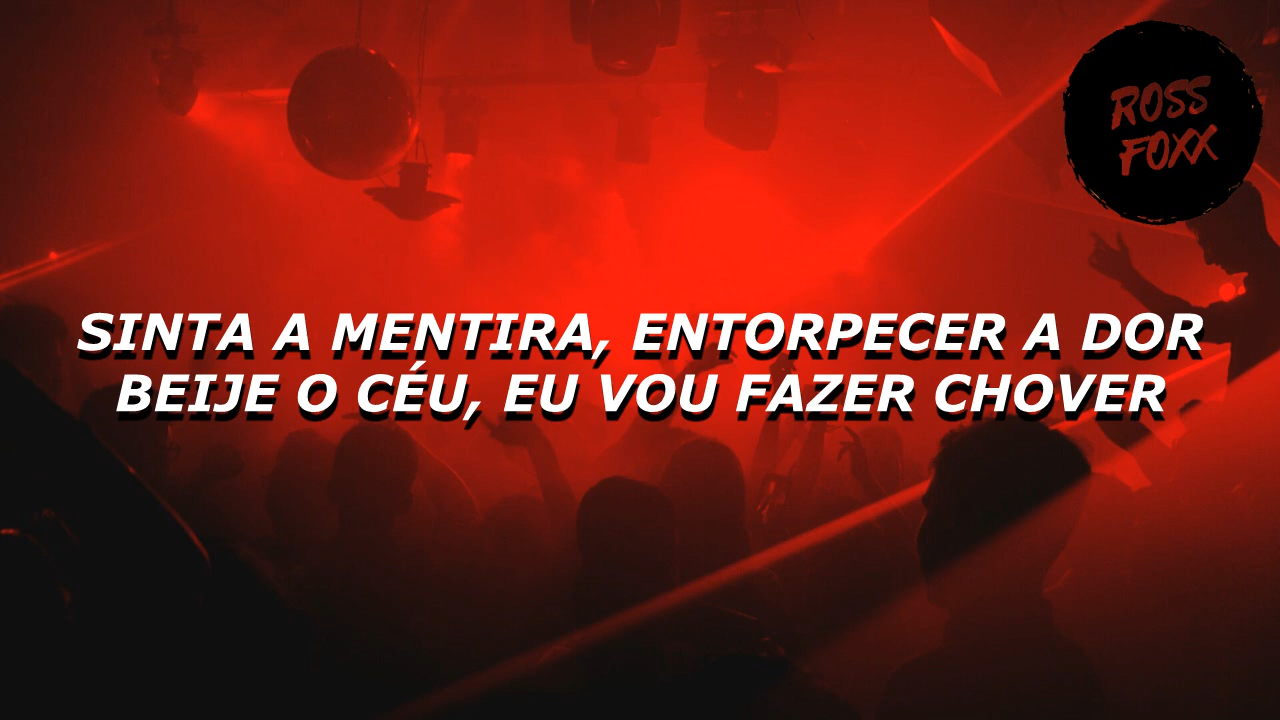 ROSS
FOXX
SINTA A MENTIRA, ENTORPECER A DOR
BEIJE O CÉU, EU VOU FAZER CHOVER